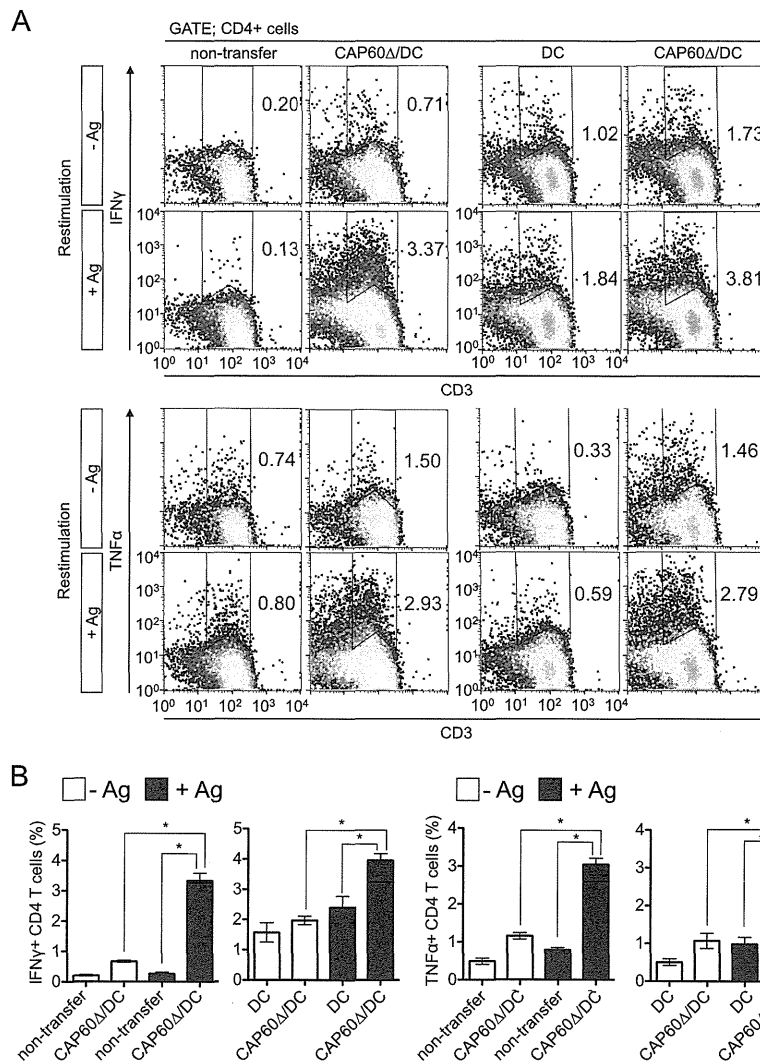 A
GATE; CD4+ cells
non-transfer CAP60Δ/DC DC CAP60Δ/DC
Restimulation
- Ag
+ Ag
IFNγ
0.20 0.71 1.02 1.73
10⁴
10³
10²
10¹
10⁰
0.13 3.37 1.84 3.81
10⁰ 10¹ 10² 10³ 10⁴ 10⁰ 10¹ 10² 10³ 10⁴
CD3
Restimulation
- Ag
+ Ag
TNFα
0.74 1.50 0.33 1.46
10⁴
10³
10²
10¹
10⁰
0.80 2.93 0.59 2.79
10⁰ 10¹ 10² 10³ 10⁴ 10⁰ 10¹ 10² 10³ 10⁴
CD3
B
- Ag + Ag
IFNγ+ CD4 T cells (%)
5
4
3
2
1
0
* *
non-transfer CAP60Δ/DC non-transfer CAP60Δ/DC
5
4
3
2
1
0
* *
DC CAP60Δ/DC DC CAP60Δ/DC
- Ag + Ag
TNFα+ CD4 T cells (%)
4
3
2
1
0
* *
non-transfer CAP60Δ/DC non-transfer CAP60Δ/DC
4
3
2
1
0
* *
DC CAP60Δ/DC DC